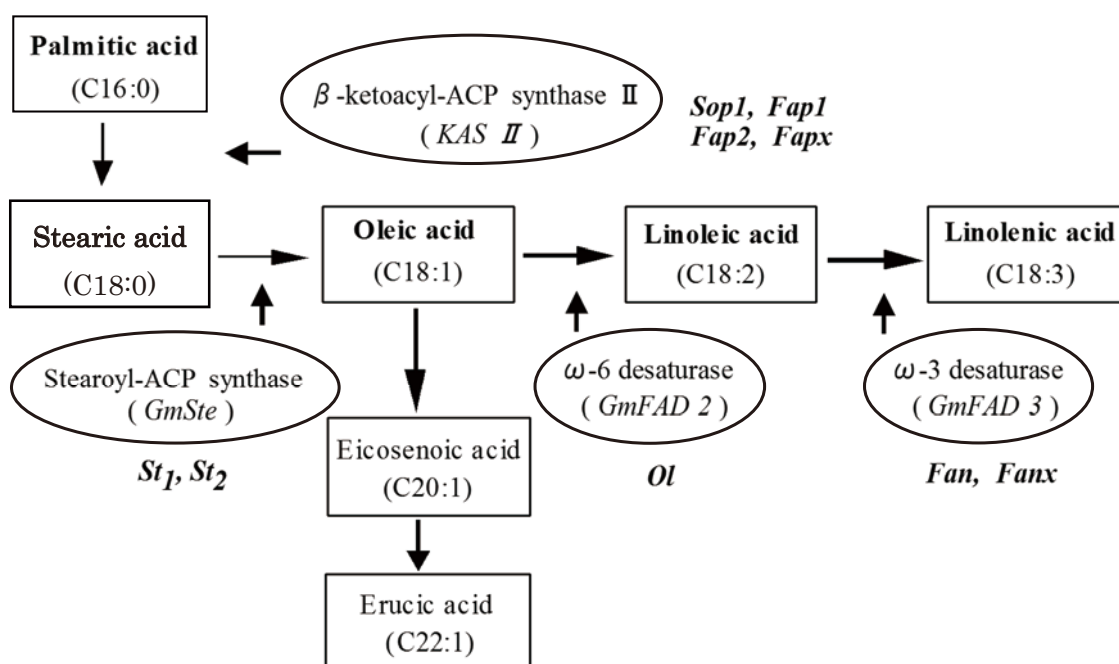 Palmitic acid
(C16:0)
β-ketoacyl-ACP synthase Ⅱ
( KAS Ⅱ )
Sop1, Fap1
Fap2, Fapx
Stearic acid
(C18:0)
Oleic acid
(C18:1)
Linoleic acid
(C18:2)
Linolenic acid
(C18:3)
Stearoyl-ACP synthase
( GmSte )
St1, St2
ω-6 desaturase
( GmFAD 2 )
Ol
ω-3 desaturase
( GmFAD 3 )
Fan, Fanx
Eicosenoic acid
(C20:1)
Erucic acid
(C22:1)